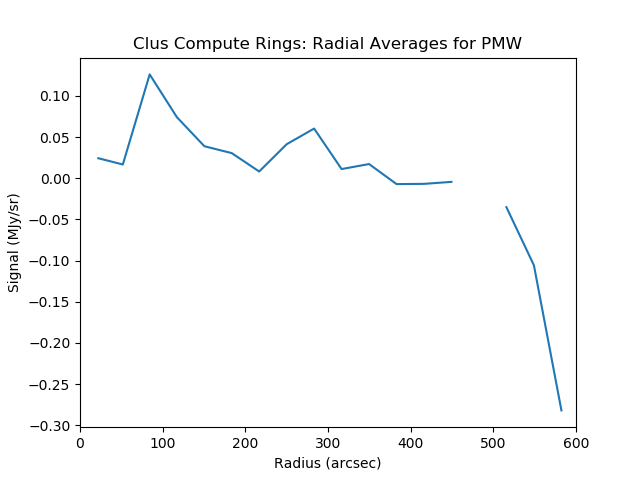 Clus Compute Rings: Radial Averages for PMW
Signal (MJy/sr)
0.10
0.05
0.00
−0.05
−0.10
−0.15
−0.20
−0.25
−0.30
0 100 200 300 400 500 600
Radius (arcsec)